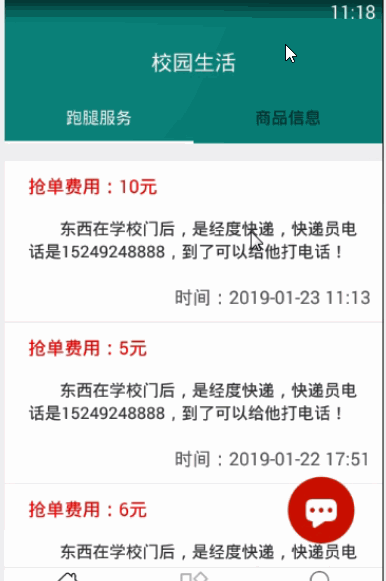 11:18
校园生活
跑腿服务 商品信息
抢单费用：10元
东西在学校门后，是经度快递，快递员电
话是15249248888，到了可以给他打电话！
时间：2019-01-23 11:13
抢单费用：5元
东西在学校门后，是经度快递，快递员电
话是15249248888，到了可以给他打电话！
时间：2019-01-22 17:51
抢单费用：6元
东西在学校门后，是经度快递，快递员电